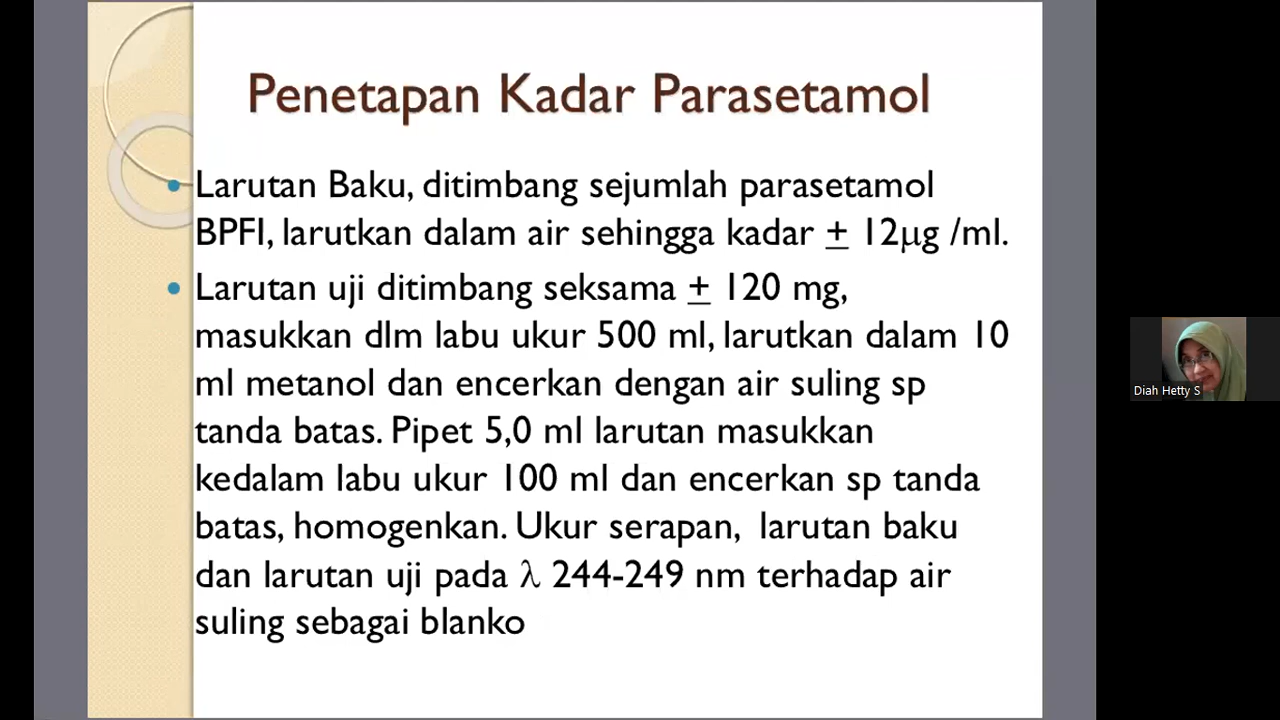 Penetapan Kadar Parasetamol
• Larutan Baku, ditimbang sejumlah parasetamol
BPFI, larutkan dalam air sehingga kadar ± 12μg /ml.
• Larutan uji ditimbang seksama ± 120 mg,
masukkan dlm labu ukur 500 ml, larutkan dalam 10
ml metanol dan encerkan dengan air suling sp
tanda batas. Pipet 5,0 ml larutan masukkan
kedalam labu ukur 100 ml dan encerkan sp tanda
batas, homogenkan. Ukur serapan, larutan baku
dan larutan uji pada λ 244-249 nm terhadap air
suling sebagai blanko
Diah Hetty S